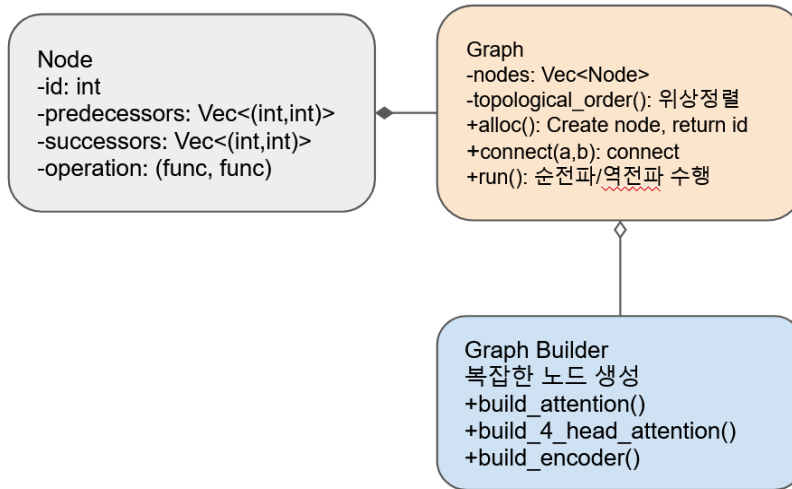 Node
-id: int
-predecessors: Vec<(int,int)>
-successors: Vec<(int,int)>
-operation: (func, func)
Graph
-nodes: Vec<Node>
-topological_order(): 위상정렬
+alloc(): Create node, return id
+connect(a,b): connect
+run(): 순전파/역전파 수행
Graph Builder
복잡한 노드 생성
+build_attention()
+build_4_head_attention()
+build_encoder()